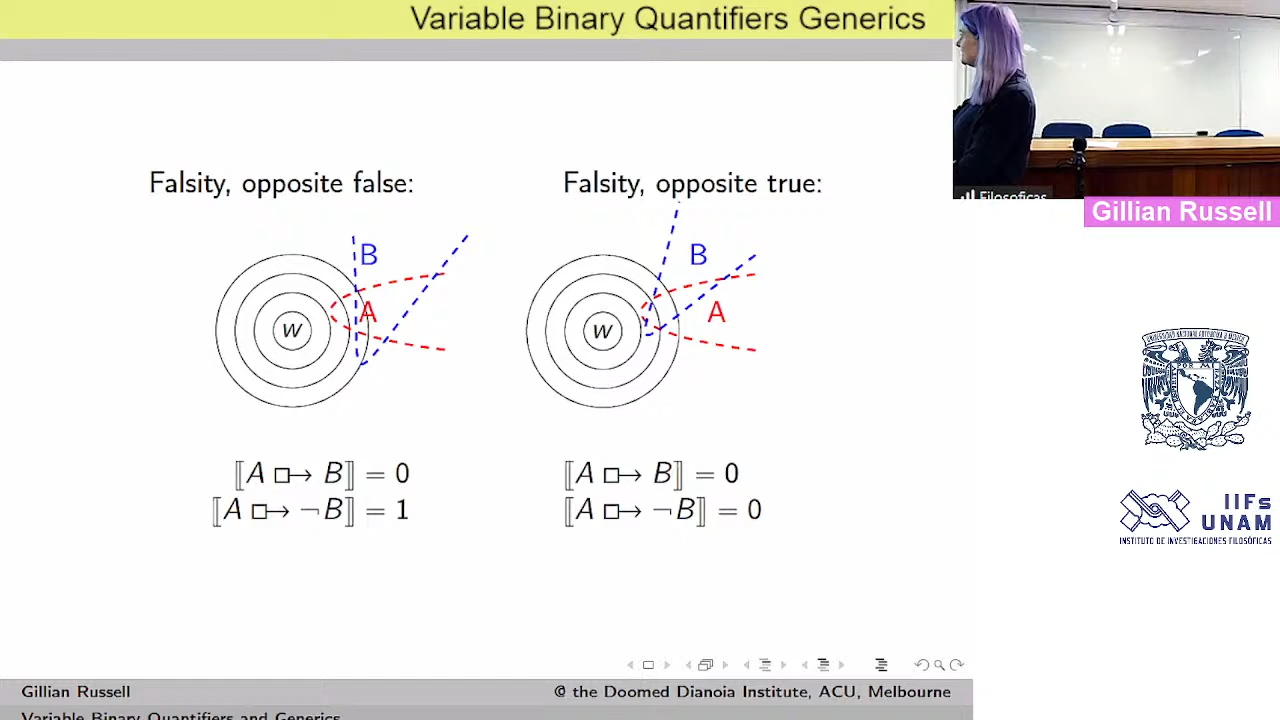 Variable Binary Quantifiers Generics
Filosoficas
Gillian Russell
Falsity, opposite false:
Falsity, opposite true:
B
A
w
B
A
w
⟦A □→ B⟧ = 0
⟦A □→ ¬B⟧ = 1
⟦A □→ B⟧ = 0
⟦A □→ ¬B⟧ = 0
IIFs
UNAM
INSTITUTO DE INVESTIGACIONES FILOSÓFICAS
Gillian Russell
© the Doomed Dianoia Institute, ACU, Melbourne
Variable Binary Quantifiers and Generics